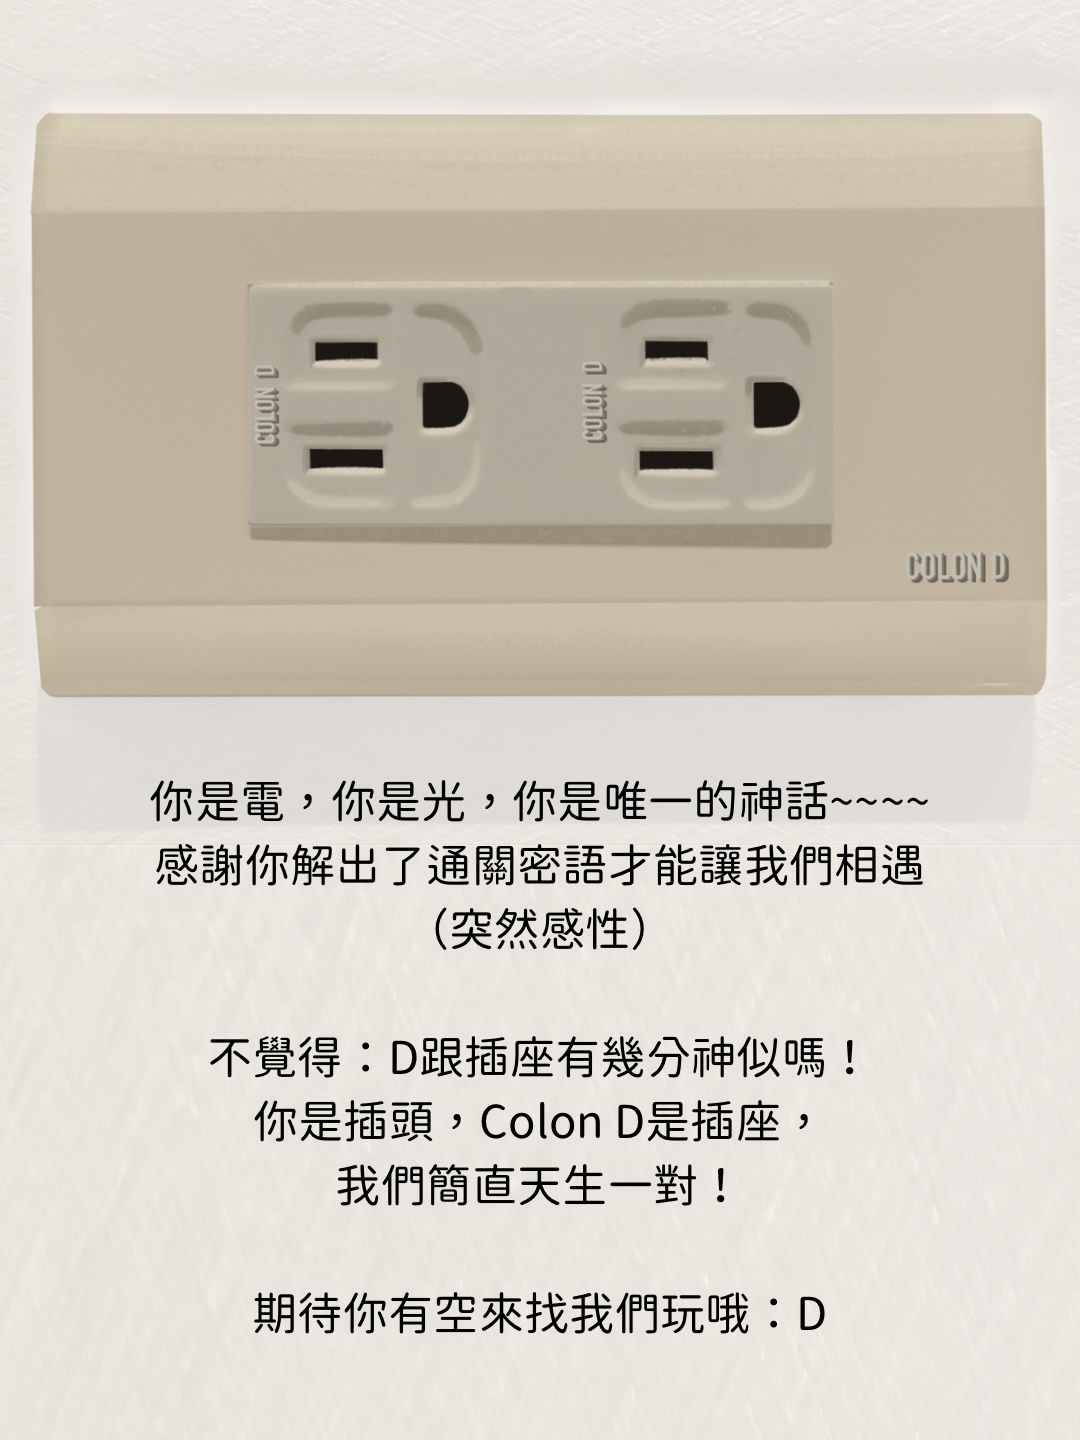 COLON D
COLON D
COLON D
你是電，你是光，你是唯一的神話~~~~
感謝你解出了通關密語才能讓我們相遇
（突然感性）
不覺得：D跟插座有幾分神似嗎！
你是插頭，Colon D是插座，
我們簡直天生一對！
期待你有空來找我們玩哦：D